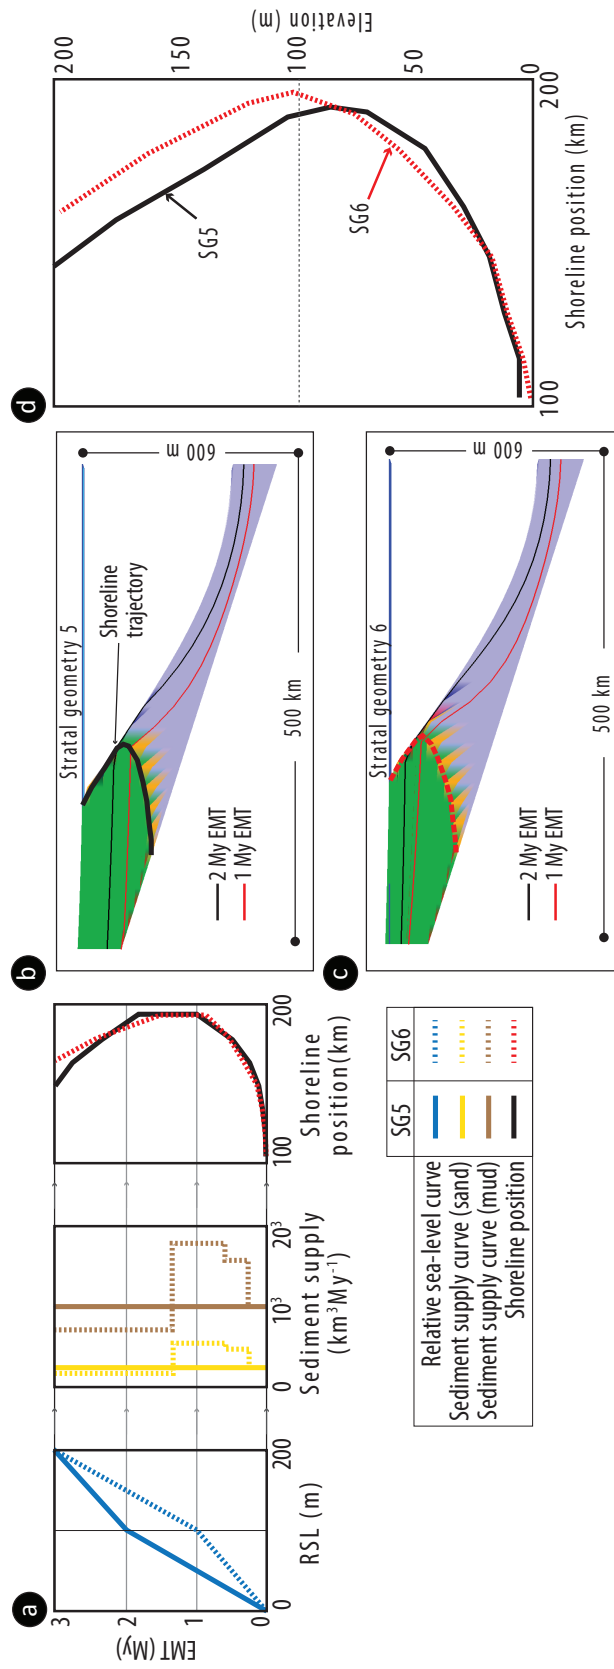 a
EMT (My)
3
2
1
0
0
200
RSL (m)
0
10³
20³
Sediment supply
(km³My⁻¹)
100
200
Shoreline
position(km)
SG5
SG6
Relative sea-level curve
Sediment supply curve (sand)
Sediment supply curve (mud)
Shoreline position
b
Stratal geometry 5
Shoreline
trajectory
2 My EMT
1 My EMT
500 km
600 m
c
Stratal geometry 6
2 My EMT
1 My EMT
500 km
600 m
d
SG5
SG6
100
200
Shoreline position (km)
0
50
100
150
200
Elevation (m)